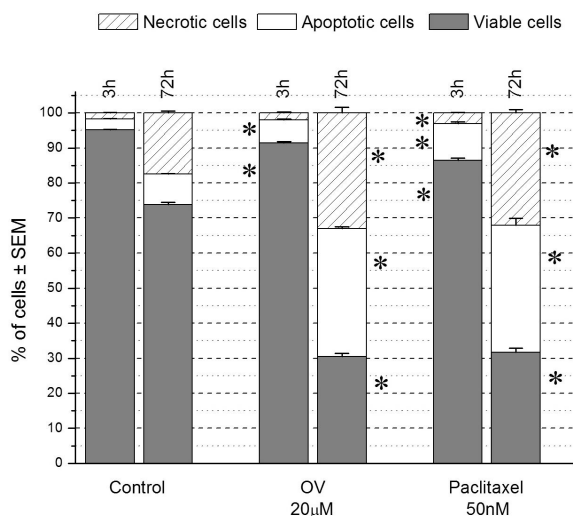 Necrotic cells Apoptotic cells Viable cells
3h 72h 3h 72h 3h 72h
100
90
80
70
60
50
40
30
20
10
0
% of cells ± SEM
* * * * * * * * * * *
Control OV Paclitaxel
20μM 50nM